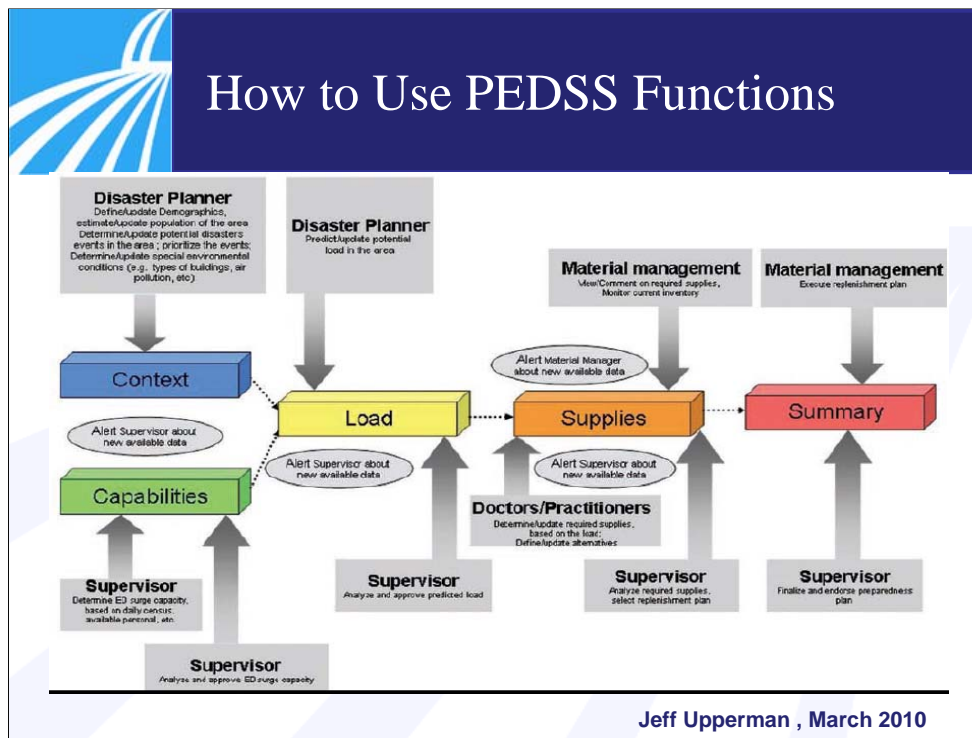 How to Use PEDSS Functions
Disaster Planner
Define/update Demographics,
estimate/update population of the area
Determine/update potential disasters
events in the area ; prioritize the events;
Determine/update special environmental
conditions (e.g. types of buildings, air
pollution, etc)
Disaster Planner
Predict/update potential
load in the area
Material management
View/Comment on required supplies,
Monitor current inventory
Material management
Execute replenishment plan
Context
Alert Material Manager
about new available data
Load
Supplies
Summary
Alert Supervisor about
new available data
Alert Supervisor about
new available data
Alert Supervisor about
new available data
Capabilities
Doctors/Practitioners
Determine/update required supplies,
based on the load;
Define/update alternatives
Supervisor
Determine ED surge capacity,
based on daily census,
available personal, etc.
Supervisor
Analyze and approve predicted load
Supervisor
Analyze required supplies,
select replenishment plan
Supervisor
Finalize and endorse preparedness
plan
Supervisor
Analyze and approve ED surge capacity
Jeff Upperman , March 2010